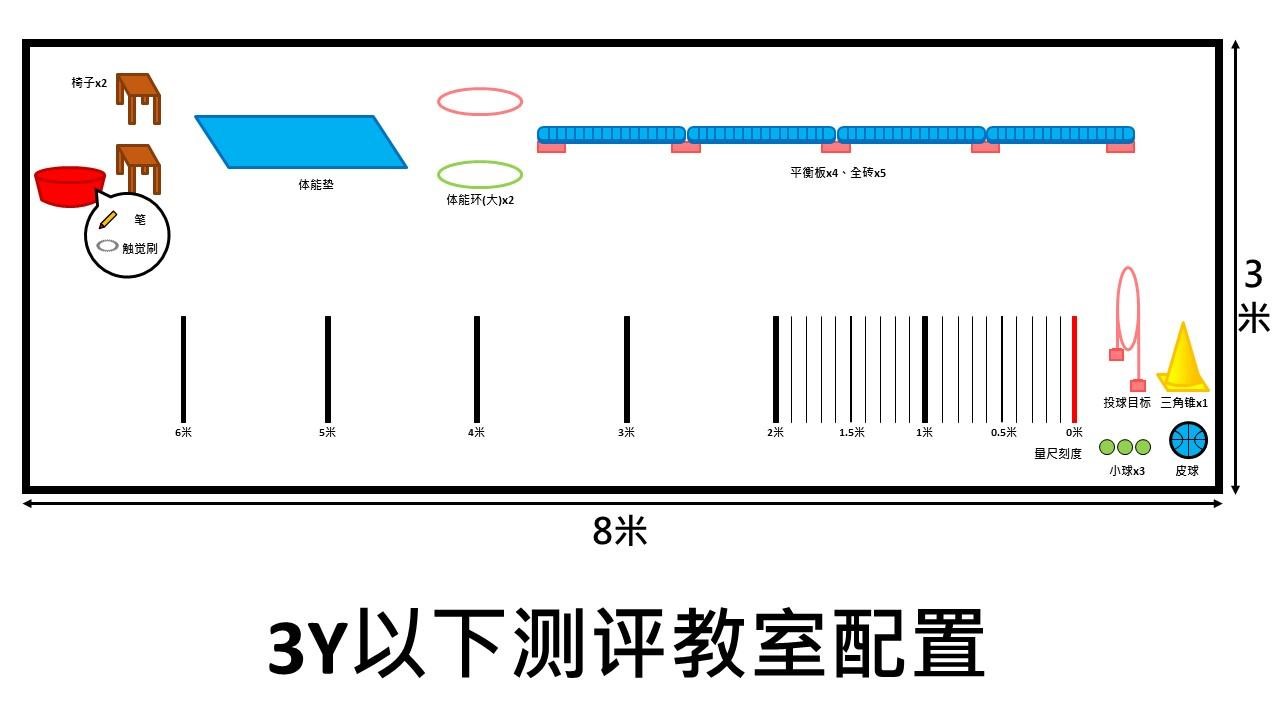 椅子x2
笔
触觉刷
体能垫
体能环(大)x2
平衡板x4、全砖x5
6米
5米
4米
3米
2米
1.5米
1米
0.5米
0米
量尺刻度
投球目标
三角锥x1
小球x3
皮球
3
米
8米
3Y以下测评教室配置